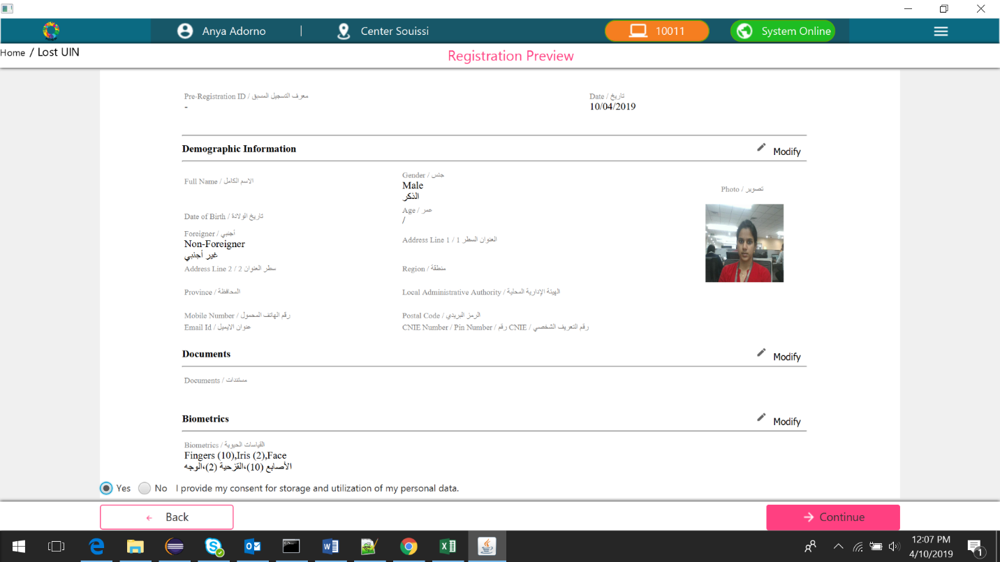 Anya Adorno | Center Souissi 10011 System Online
Home / Lost UIN
Registration Preview
Pre-Registration ID / معرف التسجيل المسبق
-
Date / تاريخ
10/04/2019
Demographic Information
Modify
Full Name / الاسم الكامل
Gender / جنس
Male
الذكر
Photo / تصوير
Date of Birth / تاريخ الولادة
Age / عمر
/
Foreigner / أجنبي
Non-Foreigner
غير أجنبي
Address Line 1 / العنوان السطر 1
Address Line 2 / سطر العنوان 2
Region / منطقة
Province / المحافظة
Local Administrative Authority / الهيئة الإدارية المحلية
Mobile Number / رقم الهاتف المحمول
Postal Code / الرمز البريدي
Email Id / عنوان الايميل
CNIE Number / Pin Number / رقم التعريف الشخصي / CNIE رقم
Documents
Modify
Documents / مستندات
Biometrics
Modify
Biometrics / القياسات الحيوية
Fingers (10),Iris (2),Face
الأصابع (10)،القزحية (2)،الوجه
Yes No I provide my consent for storage and utilization of my personal data.
← Back
→ Continue
12:07 PM
4/10/2019
1